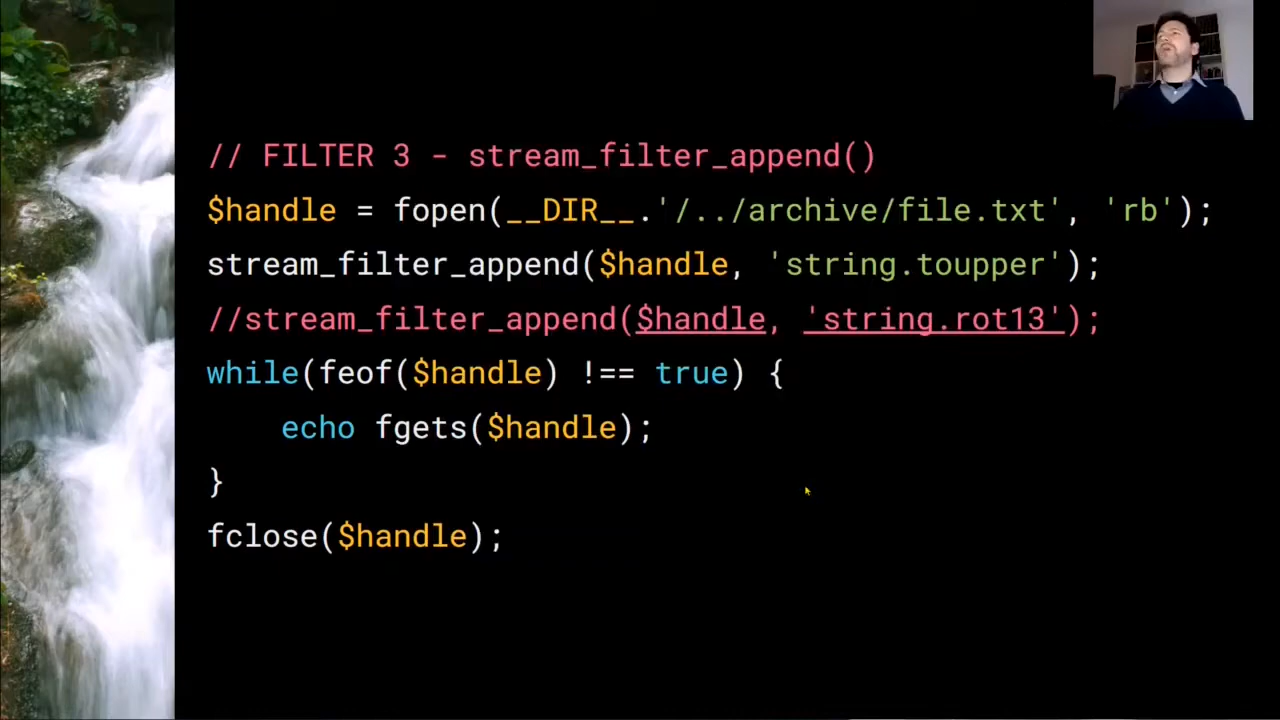 // FILTER 3 - stream_filter_append()
$handle = fopen(__DIR__.'/../archive/file.txt', 'rb');
stream_filter_append($handle, 'string.toupper');
//stream_filter_append($handle, 'string.rot13');
while(feof($handle) !== true) {
    echo fgets($handle);
}
fclose($handle);